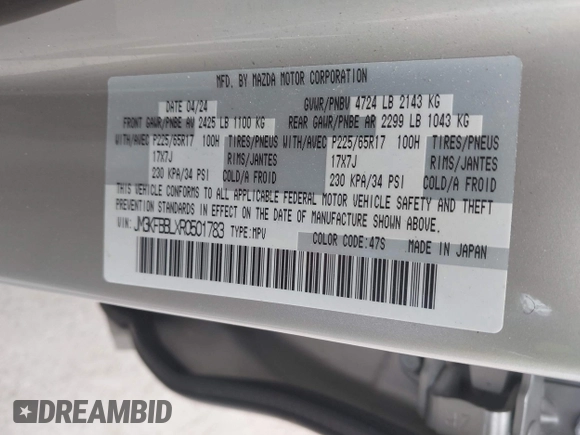 MFD. BY MAZDA MOTOR CORPORATION
DATE 04/24 GVWR/PNBV 4724 LB 2143 KG
FRONT GAWR/PNBE AV 2425 LB 1100 KG REAR GAWR/PNBE AR 2299 LB 1043 KG
WITH/AVEC P225/65R17 100H TIRES/PNEUS WITH/AVEC P225/65R17 100H TIRES/PNEUS
17X7J RIMS/JANTES 17X7J RIMS/JANTES
230 KPA/34 PSI COLD/A FROID 230 KPA/34 PSI COLD/A FROID
THIS VEHICLE CONFORMS TO ALL APPLICABLE FEDERAL MOTOR VEHICLE SAFETY AND THEFT
PREVENTION STANDARDS IN EFFECT ON THE DATE OF MANUFACTURE SHOWN ABOVE.
VIN: JM3KFBBLXR0501783 TYPE:MPV COLOR CODE:47S MADE IN JAPAN
DREAMBID